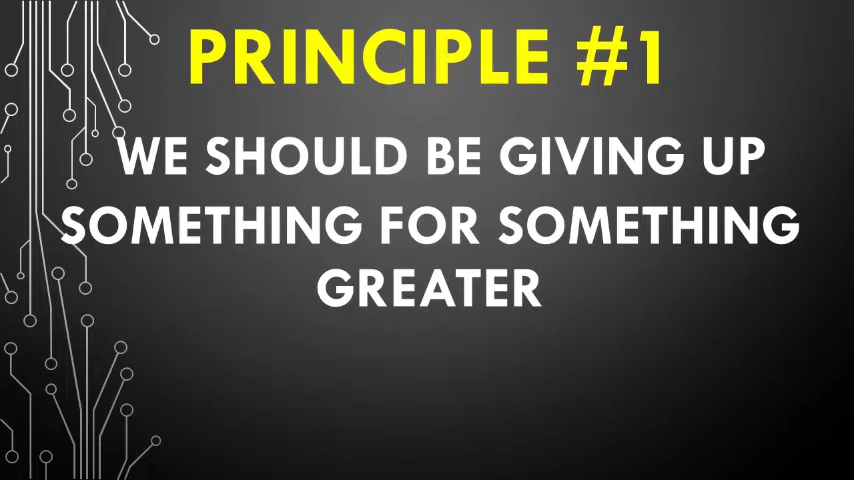 PRINCIPLE #1
WE SHOULD BE GIVING UP
SOMETHING FOR SOMETHING
GREATER